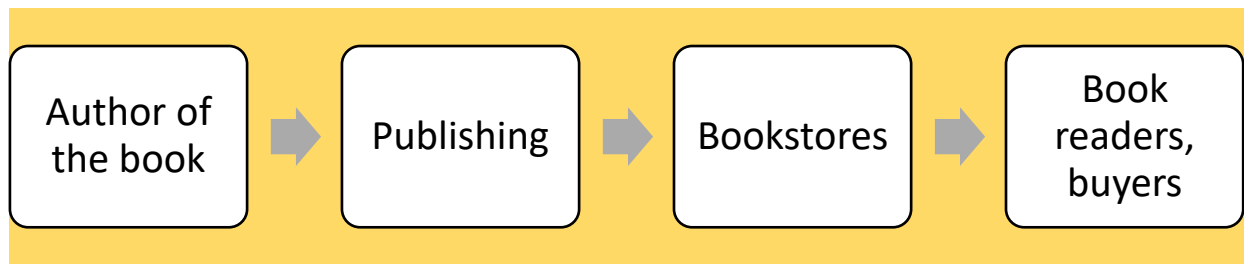 Author of
the book
Publishing
Bookstores
Book
readers,
buyers